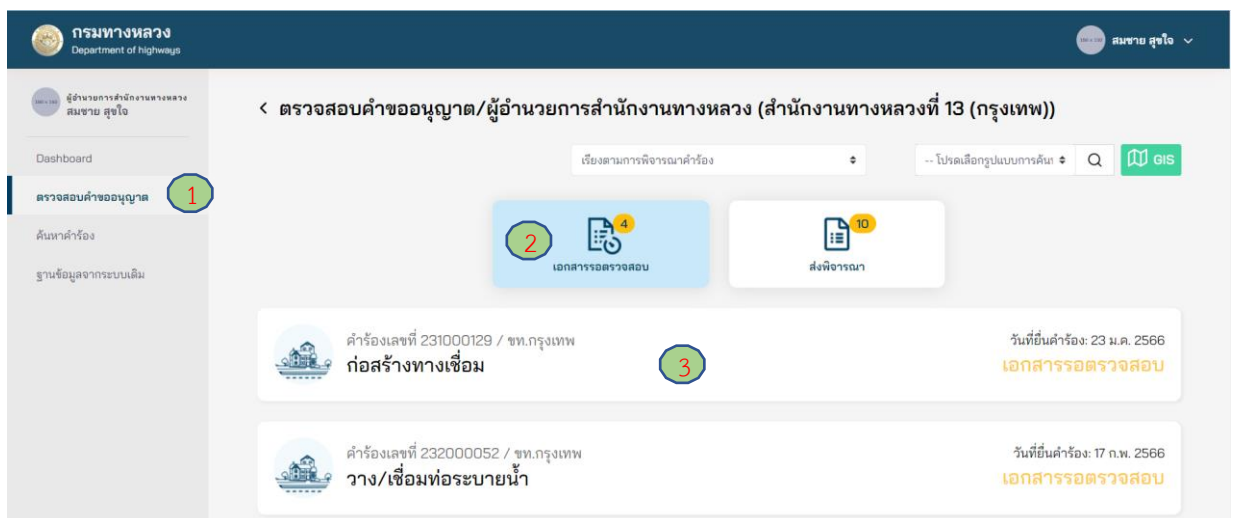 กรมทางหลวง
Department of highways
สมชาย สุขใจ
ผู้อำนวยการสำนักงานทางหลวง
สมชาย สุขใจ
Dashboard
ตรวจสอบคำขออนุญาต
1
ค้นหาคำร้อง
ฐานข้อมูลจากระบบเดิม
< ตรวจสอบคำขออนุญาต/ผู้อำนวยการสำนักงานทางหลวง (สำนักงานทางหลวงที่ 13 (กรุงเทพ))
เรียงตามการพิจารณาคำร้อง
-- โปรดเลือกรูปแบบการค้น
GIS
2
4
เอกสารรอตรวจสอบ
10
ส่งพิจารณา
คำร้องเลขที่ 231000129 / ขท.กรุงเทพ
ก่อสร้างทางเชื่อม
3
วันที่ยื่นคำร้อง: 23 ม.ค. 2566
เอกสารรอตรวจสอบ
คำร้องเลขที่ 232000052 / ขท.กรุงเทพ
วาง/เชื่อมท่อระบายน้ำ
วันที่ยื่นคำร้อง: 17 ก.พ. 2566
เอกสารรอตรวจสอบ